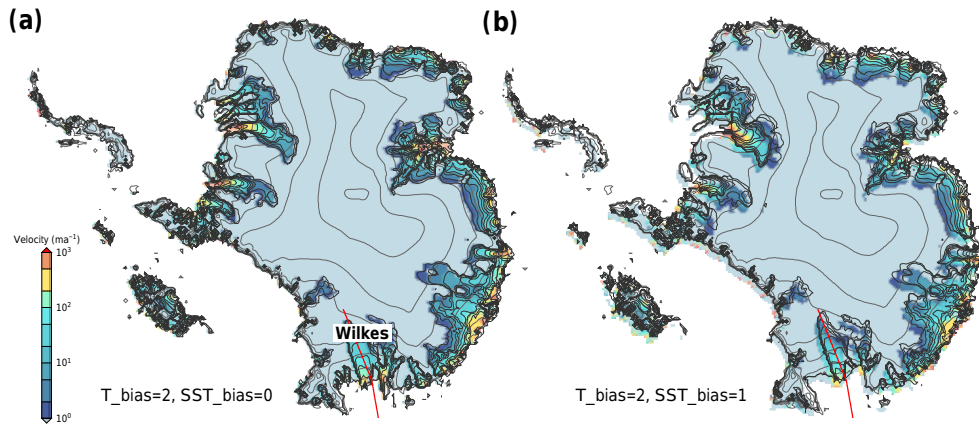 (a)
(b)
Velocity (ma⁻¹)
10³
10²
10¹
10⁰
Wilkes
T_bias=2, SST_bias=0
T_bias=2, SST_bias=1